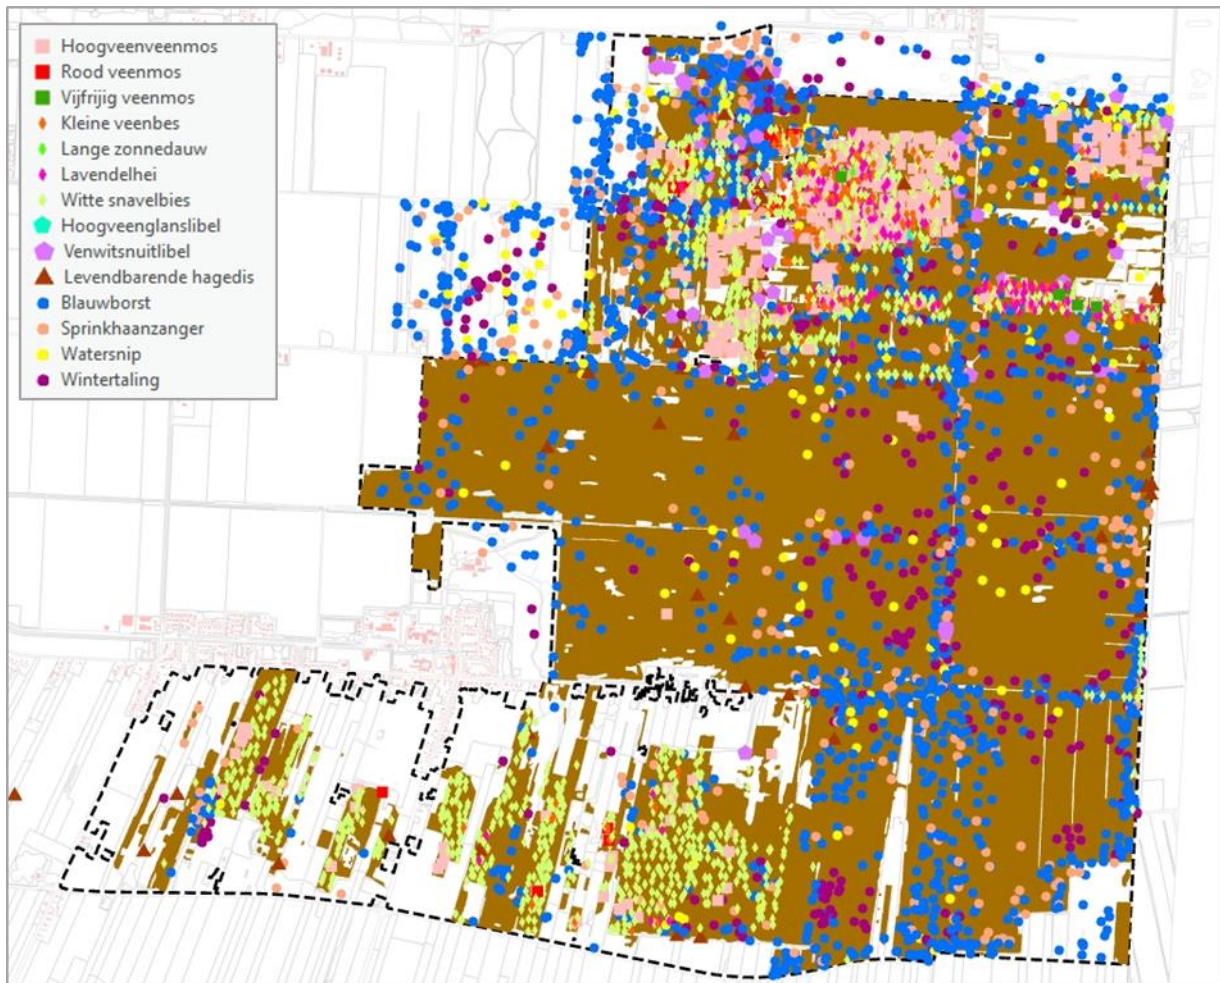 Hoogveenveenmos
Rood veenmos
Vijfrijig veenmos
Kleine veenbes
Lange zonnedauw
Lavendelhei
Witte snavelbies
Hoogveenglanslibel
Venwitsnuitlibel
Levendbarende hagedis
Blauwborst
Sprinkhaanzanger
Watersnip
Wintertaling